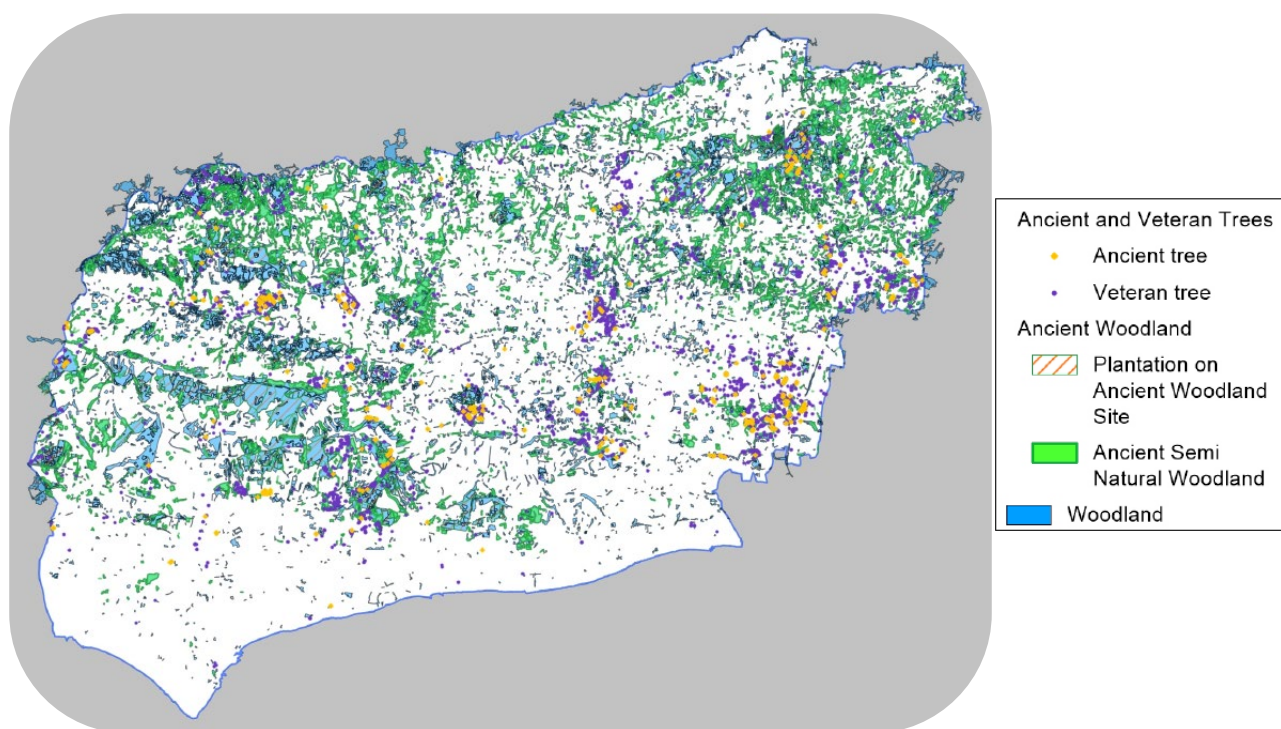 Ancient and Veteran Trees
Ancient tree
Veteran tree
Ancient Woodland
Plantation on
Ancient Woodland
Site
Ancient Semi
Natural Woodland
Woodland